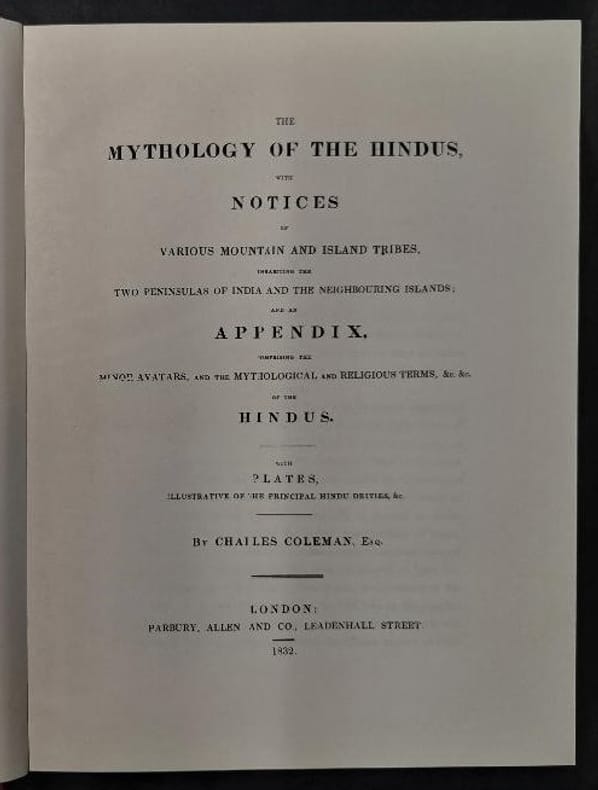 THE
MYTHOLOGY OF THE HINDUS,
WITH
NOTICES
OF
VARIOUS MOUNTAIN AND ISLAND TRIBES,
INHABITING THE
TWO PENINSULAS OF INDIA AND THE NEIGHBOURING ISLANDS;
AND AN
APPENDIX,
COMPRISING THE
MINOR AVATARS, AND THE MYTHOLOGICAL AND RELIGIOUS TERMS, &c. &c.
OF THE
HINDUS.
WITH
PLATES,
ILLUSTRATIVE OF THE PRINCIPAL HINDU DEITIES, &c.
BY CHARLES COLEMAN, ESQ.
LONDON:
PARBURY, ALLEN AND CO., LEADENHALL STREET.
1832.